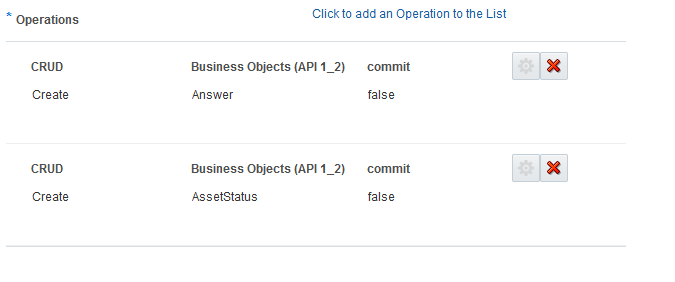 * Operations Click to add an Operation to the List
CRUD Business Objects (API 1_2) commit
Create Answer false
CRUD Business Objects (API 1_2) commit
Create AssetStatus false